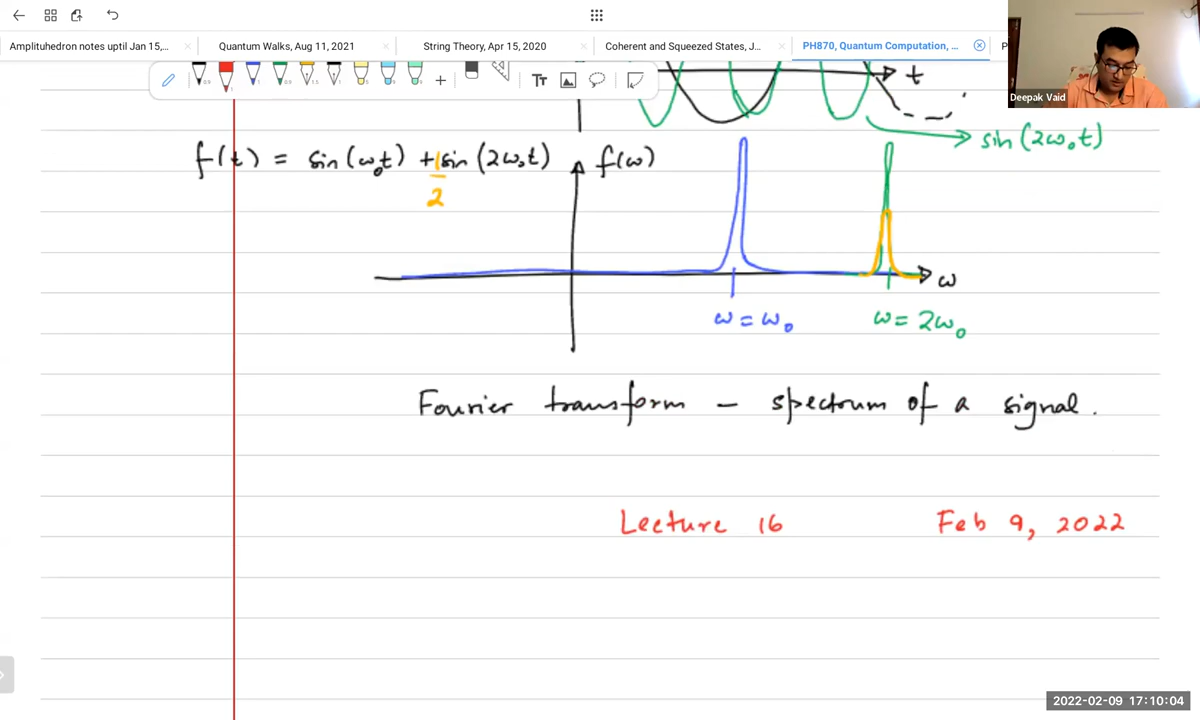 Amplituhedron notes uptil Jan 15,...
Quantum Walks, Aug 11, 2021
String Theory, Apr 15, 2020
Coherent and Squeezed States, J...
PH870, Quantum Computation, ...
P
Tт
t
Deepak Vaid
sin (2ω₀t)
f(t) = sin(ω₀t) + 1/2 sin(2ω₀t)
f(ω)
ω
ω = ω₀
ω = 2ω₀
Fourier transform - spectrum of a signal.
Lecture 16
Feb 9, 2022
2022-02-09 17:10:04